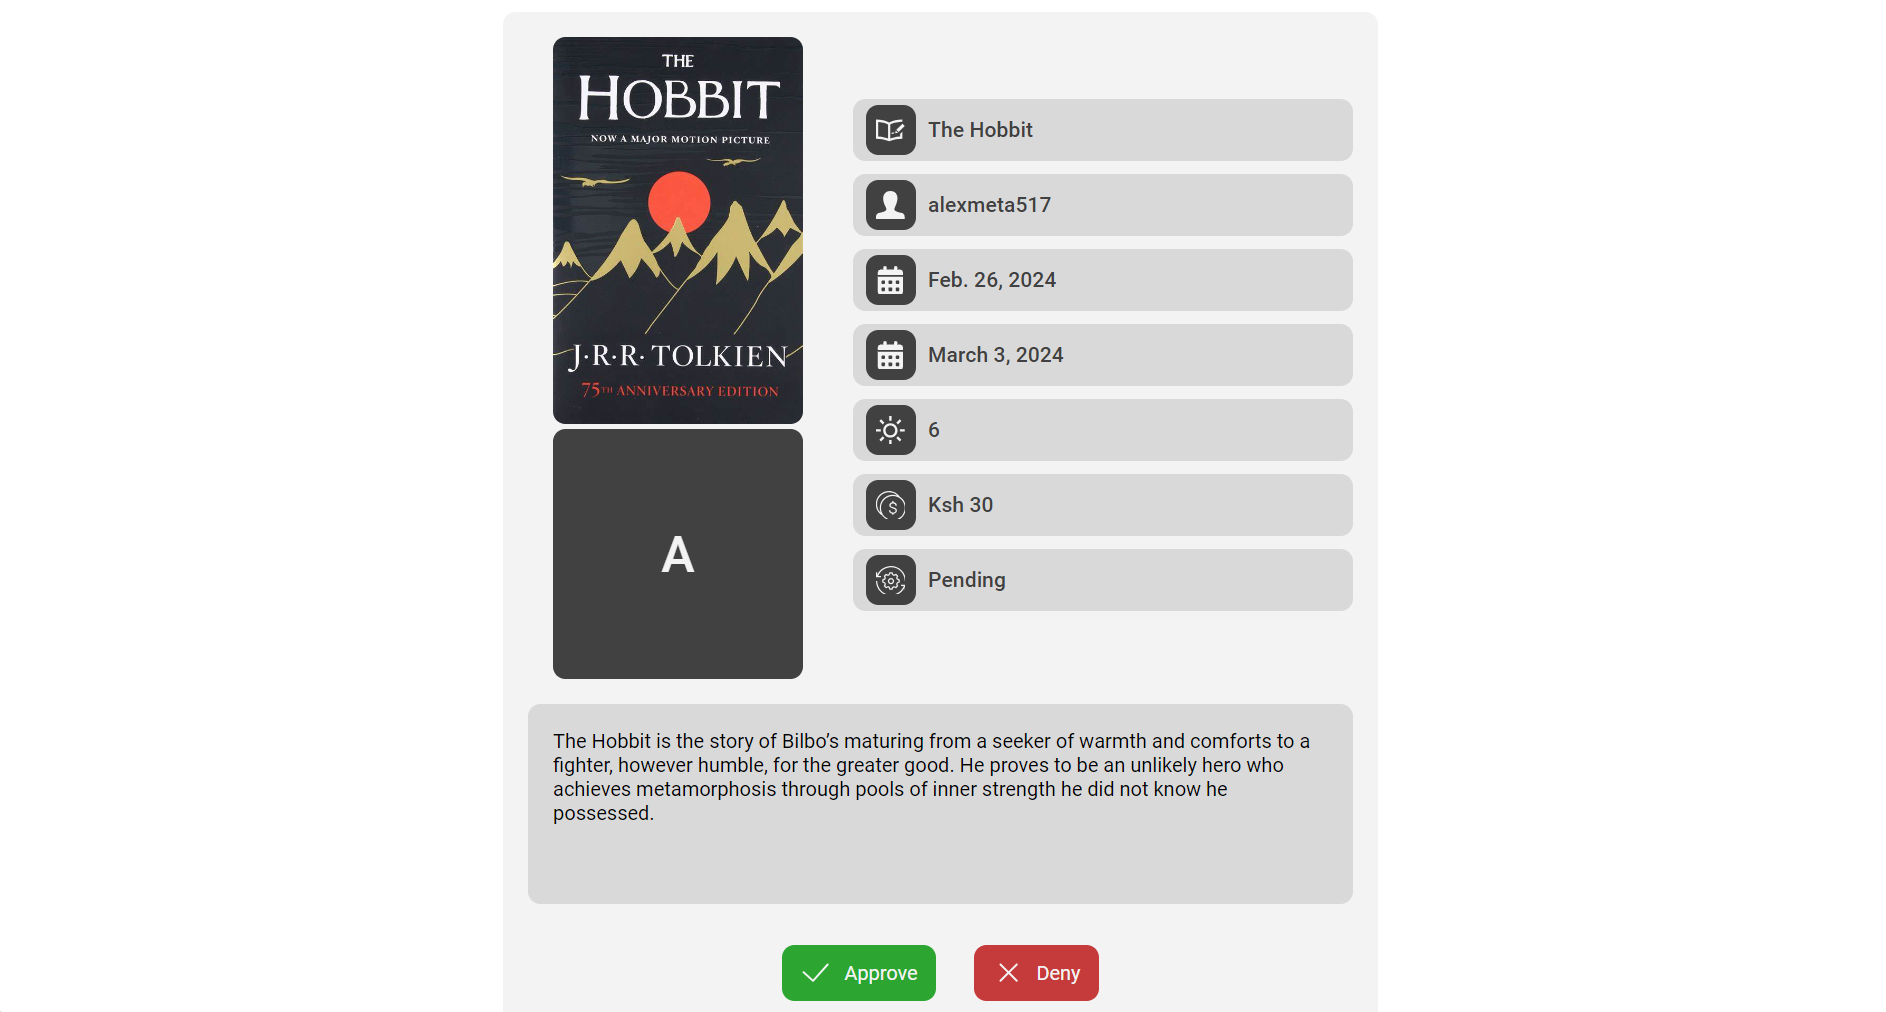 THE
HOBBIT
NOW A MAJOR MOTION PICTURE
J·R·R· TOLKIEN
75TH ANNIVERSARY EDITION
A
The Hobbit
alexmeta517
Feb. 26, 2024
March 3, 2024
6
$
Ksh 30
Pending
The Hobbit is the story of Bilbo’s maturing from a seeker of warmth and comforts to a
fighter, however humble, for the greater good. He proves to be an unlikely hero who
achieves metamorphosis through pools of inner strength he did not know he
possessed.
Approve
Deny